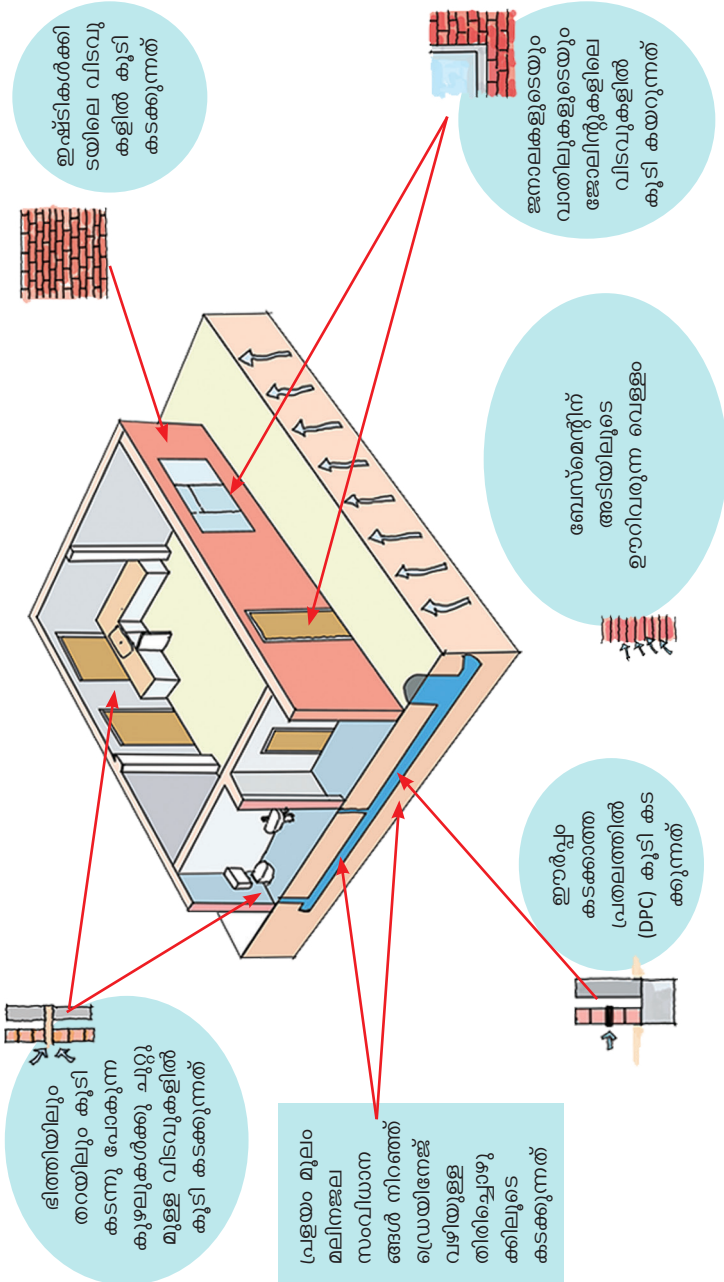 ഭിത്തിയിലും
തറയിലും കൂടി
കടന്നു പോകുന്ന
കുഴലുകൾക്കു ചുറ്റു
മുള്ള വിടവുകളിൽ
കൂടി കടക്കുന്നത്
ഇഷ്ടികൾക്കി
ടയിലെ വിടവു
കളിൽ കൂടി
കടക്കുന്നത്
പ്രളയം മൂലം
മലിനജല
സംവിധാന
ങ്ങൾ നിറഞ്ഞ്
ഡ്രെയിനേജ്
വഴിയുള്ള
തിരിച്ചൊഴു
ക്കിലൂടെ
കടക്കുന്നത്
ഈർപ്പം
കടക്കാത്ത
പ്രതലത്തിൽ
(DPC) കൂടി കട
ക്കുന്നത്
ബേസ്മെന്റിന്
അടിയിലൂടെ
ഊറിവരുന്ന വെള്ളം
ജനാലകളുടെയും
വാതിലുകളുടെയും
ജോലിന്റുകളിലെ
വിടവുകളിൽ
കൂടി കയറുന്നത്